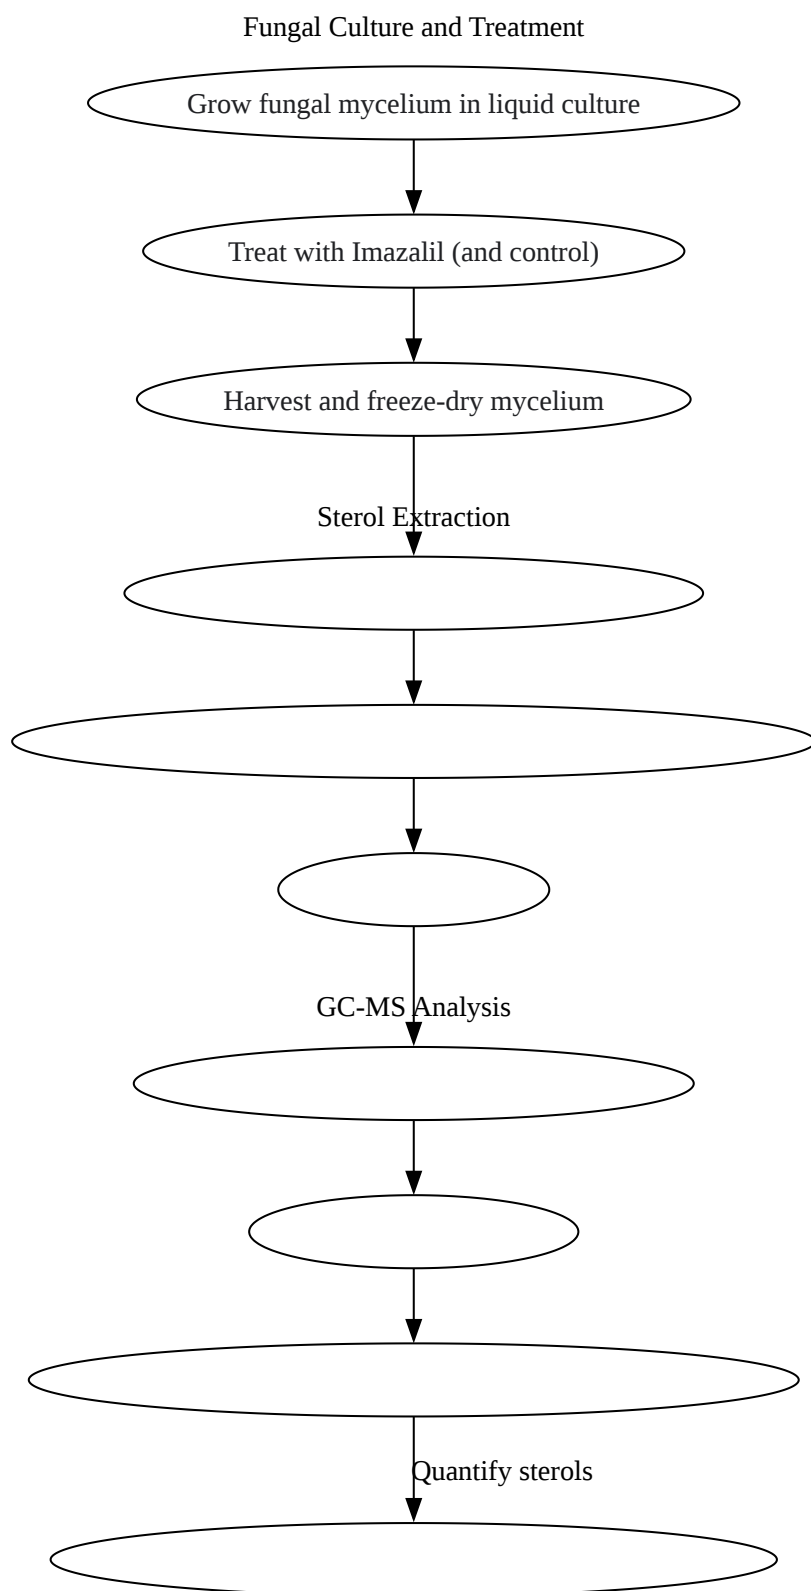 Fungal Culture and Treatment
Grow fungal mycelium in liquid culture
Treat with Imazalil (and control)
Harvest and freeze-dry mycelium
Sterol Extraction
GC-MS Analysis
Quantify sterols